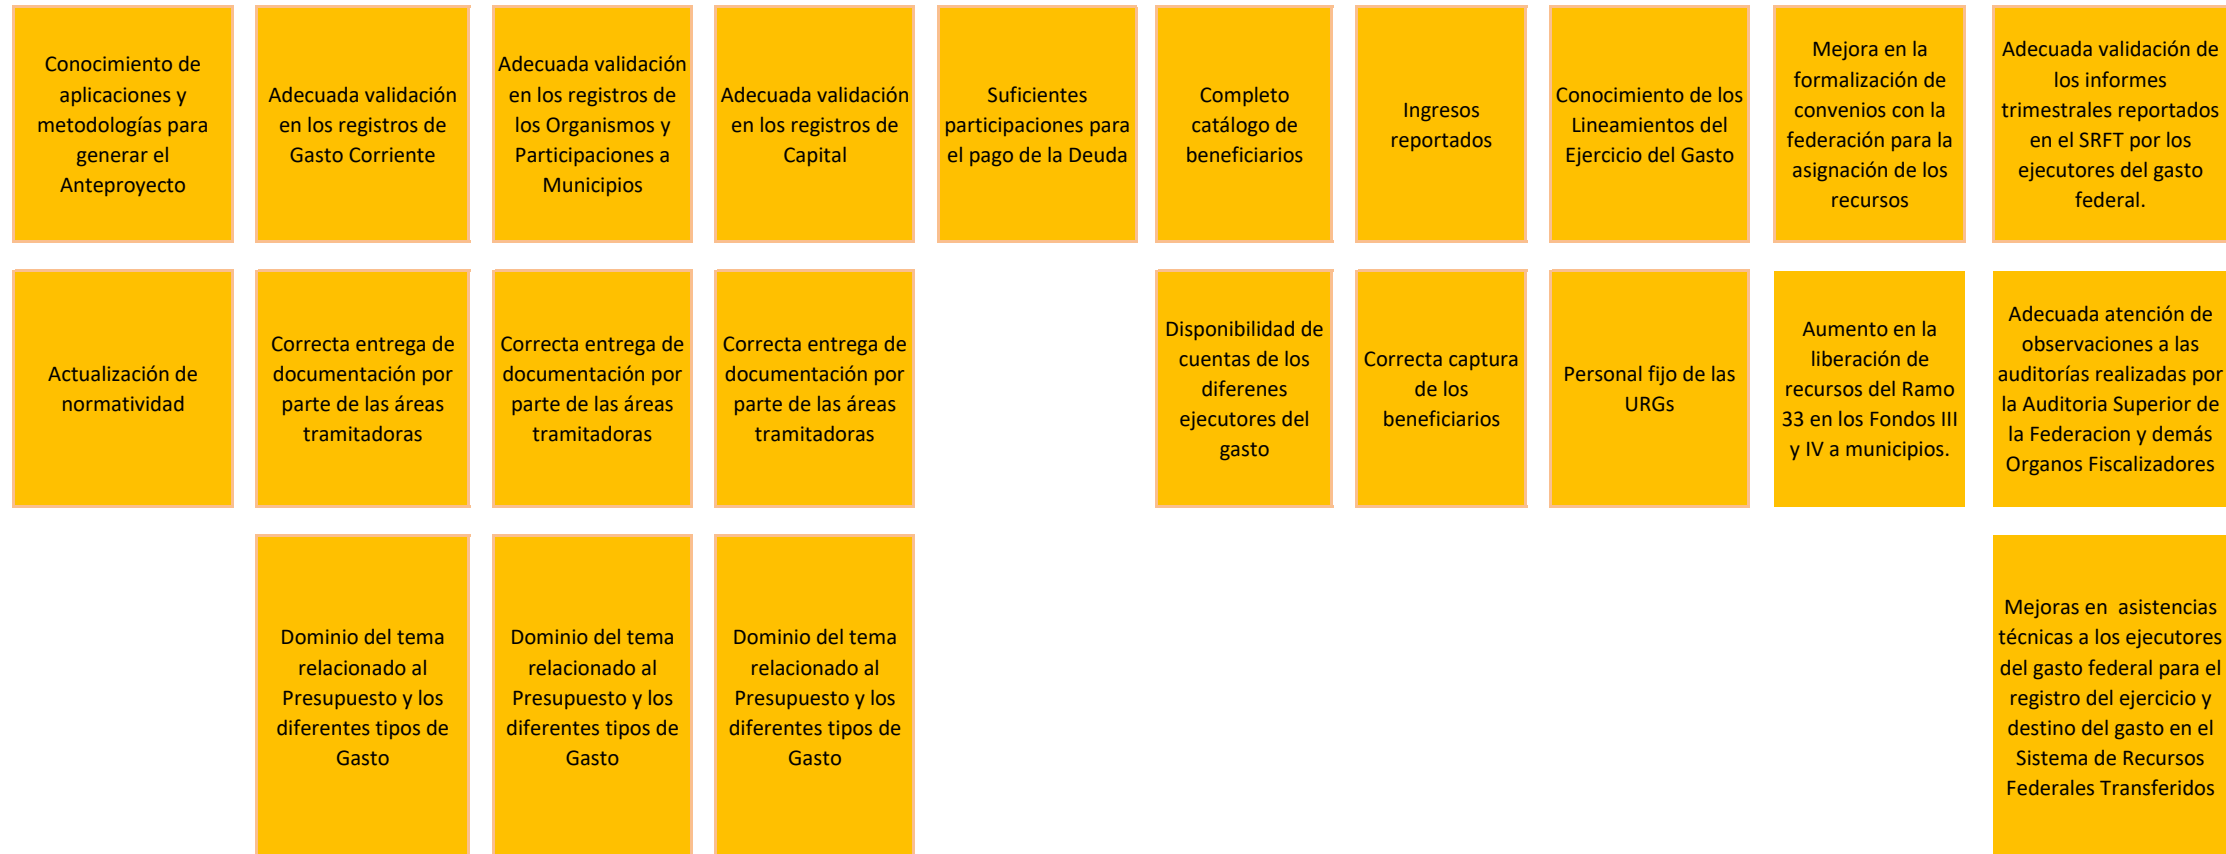 Conocimiento de
aplicaciones y
metodologías para
generar el
Anteproyecto
Adecuada validación
en los registros de
Gasto Corriente
Adecuada validación
en los registros de
los Organismos y
Participaciones a
Municipios
Adecuada validación
en los registros de
Capital
Suficientes
participaciones para
el pago de la Deuda
Completo
catálogo de
beneficiarios
Ingresos
reportados
Conocimiento de los
Lineamientos del
Ejercicio del Gasto
Mejora en la
formalización de
convenios con la
federación para la
asignación de los
recursos
Adecuada validación de
los informes
trimestrales reportados
en el SRFT por los
ejecutores del gasto
federal.
Actualización de
normatividad
Correcta entrega de
documentación por
parte de las áreas
tramitadoras
Correcta entrega de
documentación por
parte de las áreas
tramitadoras
Correcta entrega de
documentación por
parte de las áreas
tramitadoras
Disponibilidad de
cuentas de los
diferenes
ejecutores del
gasto
Correcta captura
de los
beneficiarios
Personal fijo de las
URGs
Aumento en la
liberación de
recursos del Ramo
33 en los Fondos III
y IV a municipios.
Adecuada atención de
observaciones a las
auditorías realizadas por
la Auditoria Superior de
la Federacion y demás
Organos Fiscalizadores
Dominio del tema
relacionado al
Presupuesto y los
diferentes tipos de
Gasto
Dominio del tema
relacionado al
Presupuesto y los
diferentes tipos de
Gasto
Dominio del tema
relacionado al
Presupuesto y los
diferentes tipos de
Gasto
Mejoras en  asistencias
técnicas a los ejecutores
del gasto federal para el
registro del ejercicio y
destino del gasto en el
Sistema de Recursos
Federales Transferidos